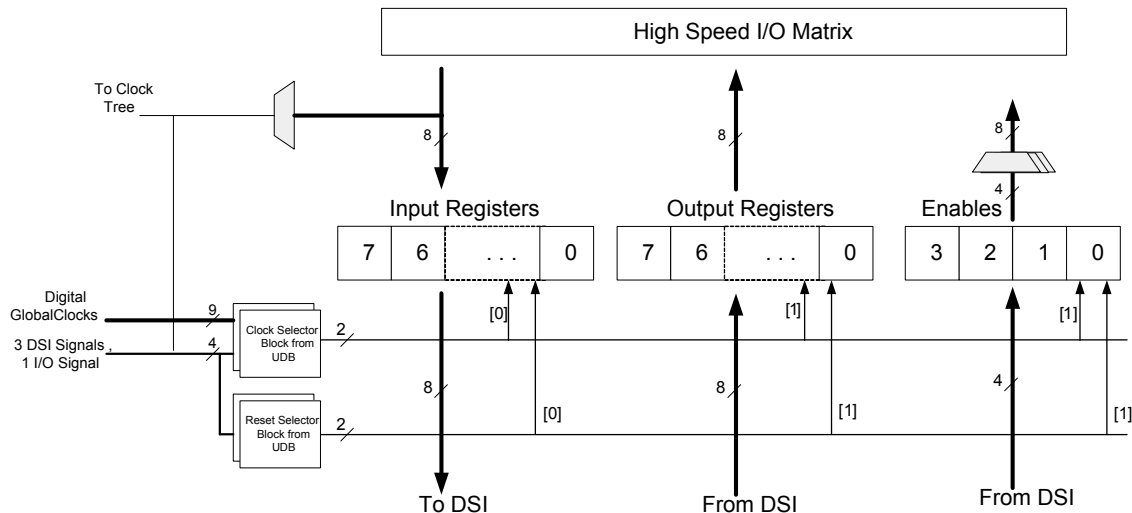 High Speed I/O Matrix
To Clock
Tree
8
8
8
4
Input Registers
Output Registers
Enables
7 6 . . . 0
7 6 . . . 0
3 2 1 0
Digital
GlobalClocks
9
[0]
[1]
[1]
3 DSI Signals ,
1 I/O Signal
4
Clock Selector
Block from
UDB
2
8
8
4
Reset Selector
Block from
UDB
2
[0]
[1]
[1]
To DSI
From DSI
From DSI